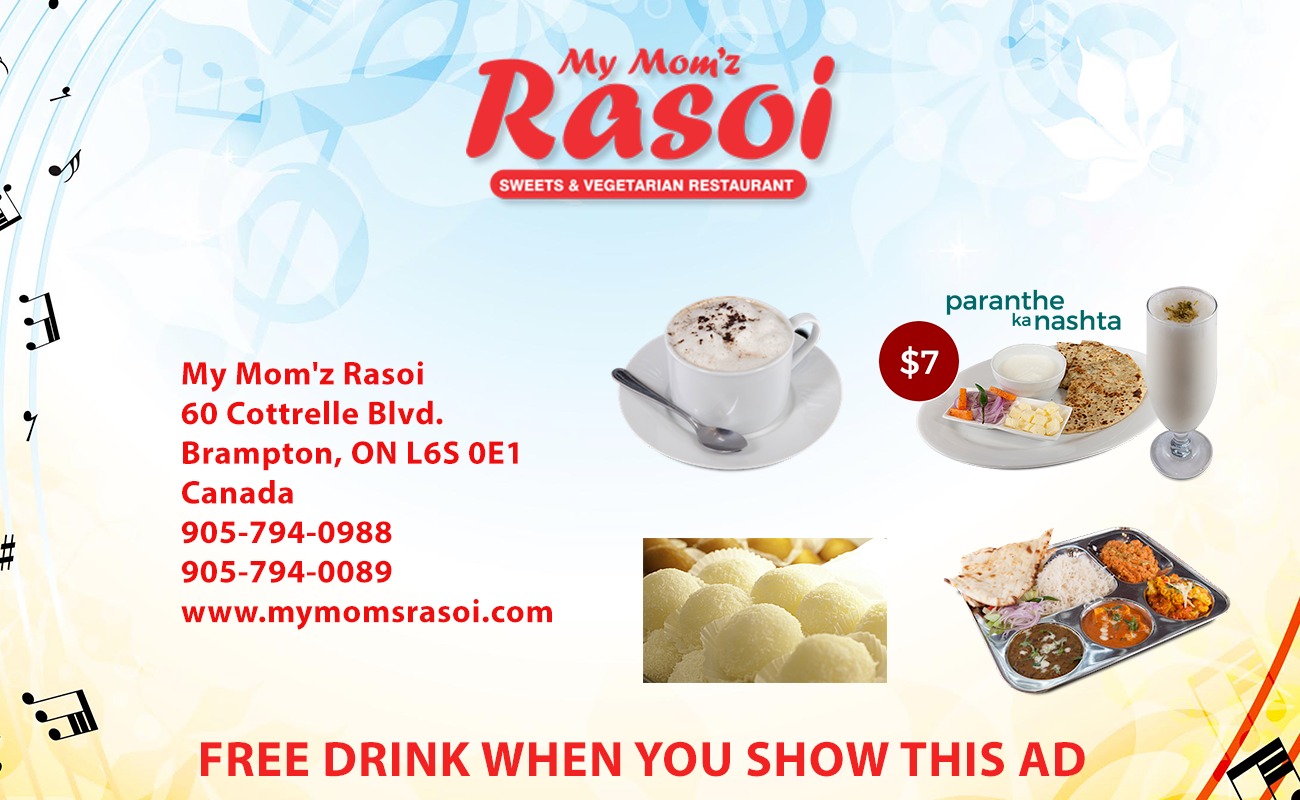 My Mom'z
Rasoi
SWEETS & VEGETARIAN RESTAURANT
paranthe
ka nashta
$7
My Mom'z Rasoi
60 Cottrelle Blvd.
Brampton, ON L6S 0E1
Canada
905-794-0988
905-794-0089
www.mymomsrasoi.com
FREE DRINK WHEN YOU SHOW THIS AD